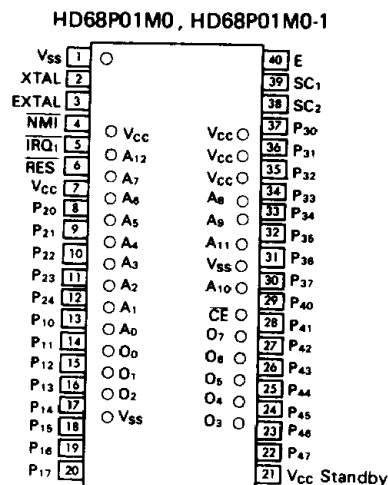 HD68P01M0, HD68P01M0-1
VSS 1 40 E
XTAL 2 39 SC1
EXTAL 3 38 SC2
NMI 4 37 P30
VCC VCC
IRQ1 5 36 P31
A12 VCC
RES 6 35 P32
A7 VCC
VCC 7 34 P33
A6 A8
P20 8 33 P34
A5 A9
P21 9 32 P35
A4 A11
P22 10 31 P36
A3 VSS
P23 11 30 P37
A2 A10
P24 12 29 P40
A1 CE
P10 13 28 P41
A0 O7
P11 14 27 P42
O0 O6
P12 15 26 P43
O1 O5
P13 16 25 P44
O2 O4
P14 17 24 P45
VSS O3
P15 18 23 P46
P16 19 22 P47
P17 20 21 VCC Standby